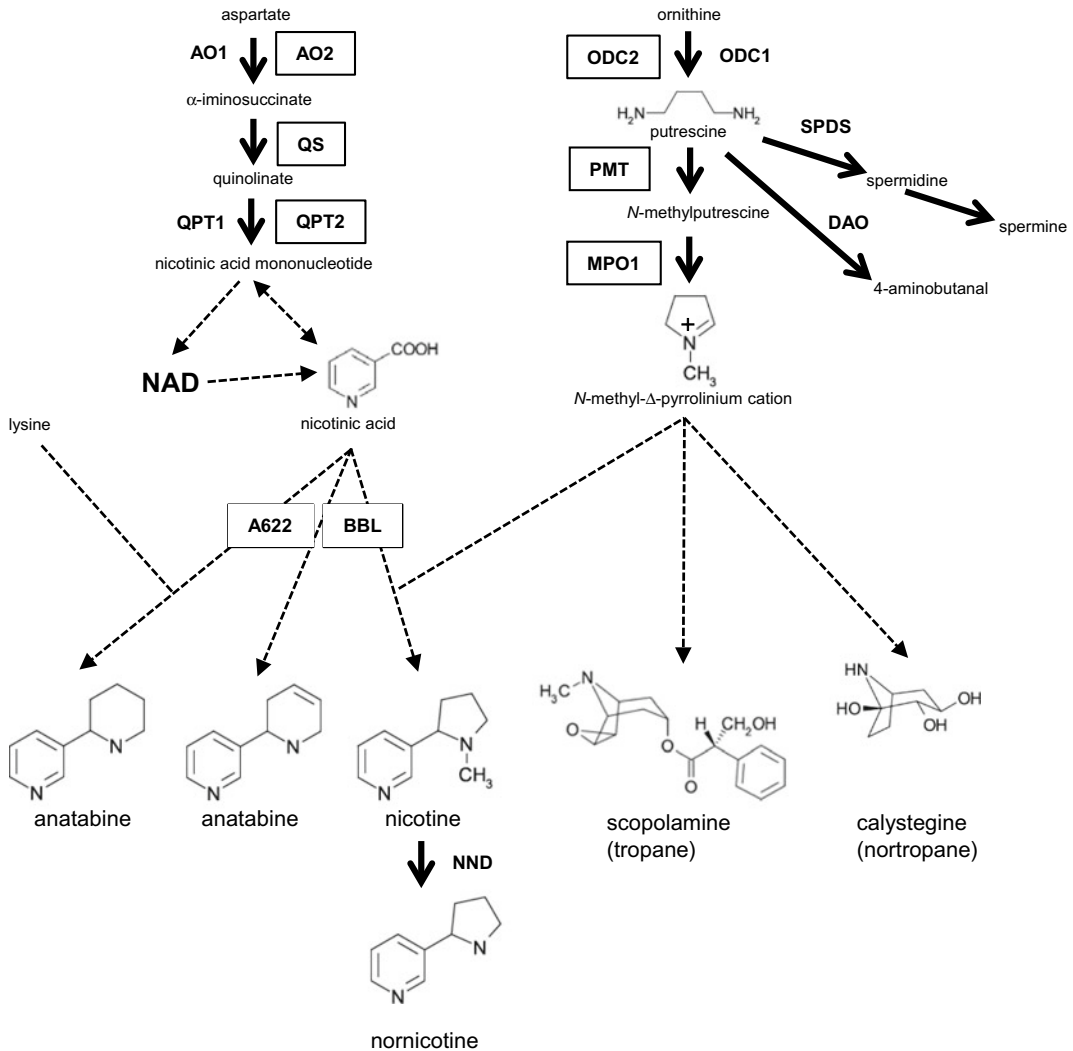 aspartate
AO1
AO2
α-iminosuccinate
QS
quinolinate
QPT1
QPT2
nicotinic acid mononucleotide
NAD
COOH
N
nicotinic acid
lysine
ornithine
ODC2
ODC1
H₂N
NH₂
putrescine
SPDS
PMT
spermidine
N-methylputrescine
DAO
spermine
MPO1
4-aminobutanal
+
N
CH₃
N-methyl-Δ-pyrrolinium cation
A622
BBL
N
N
anatabine
N
N
anatabine
N
CH₃
N
nicotine
NND
N
N
nornicotine
H₃C
N
O
H
CH₂OH
O
O
scopolamine
(tropane)
HN
HO
OH
OH
calystegine
(nortropane)